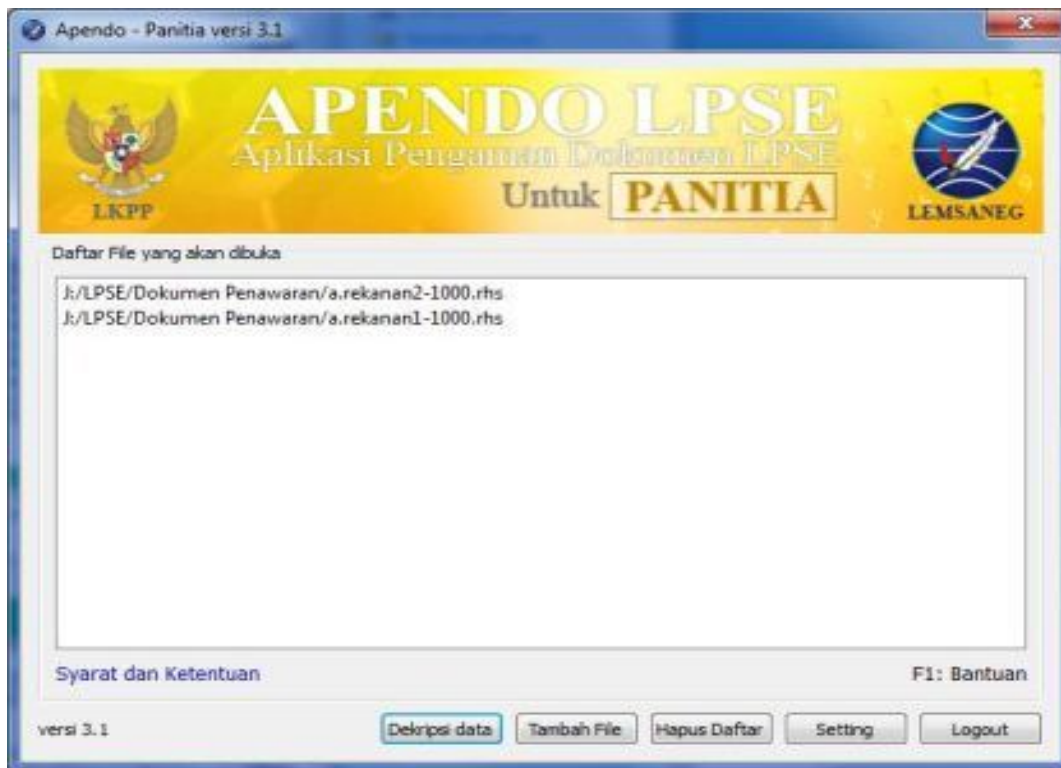 Apendo - Panitia versi 3.1
APENDO LPSE
Aplikasi Pengaman Dokumen LPSE
Untuk PANITIA
LKPP
LEMSANEG
Daftar File yang akan dibuka
J:/LPSE/Dokumen Penawaran/a.rekanan2-1000.rhs
J:/LPSE/Dokumen Penawaran/a.rekanan1-1000.rhs
Syarat dan Ketentuan
F1: Bantuan
versi 3.1
Dekripsi data
Tambah File
Hapus Daftar
Setting
Logout